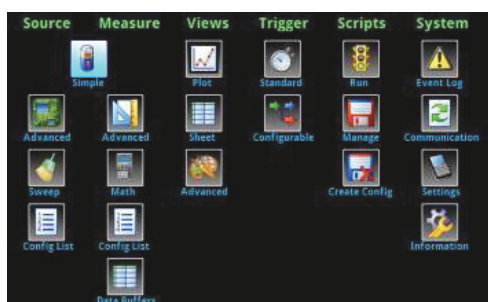 Source Measure Views Trigger Scripts System
Simple Plot Standard Run Event Log
Advanced Advanced Sheet Configurable Manage Communication
Sweep Math Advanced Create Config Settings
Config List Config List Information
Data Buffers